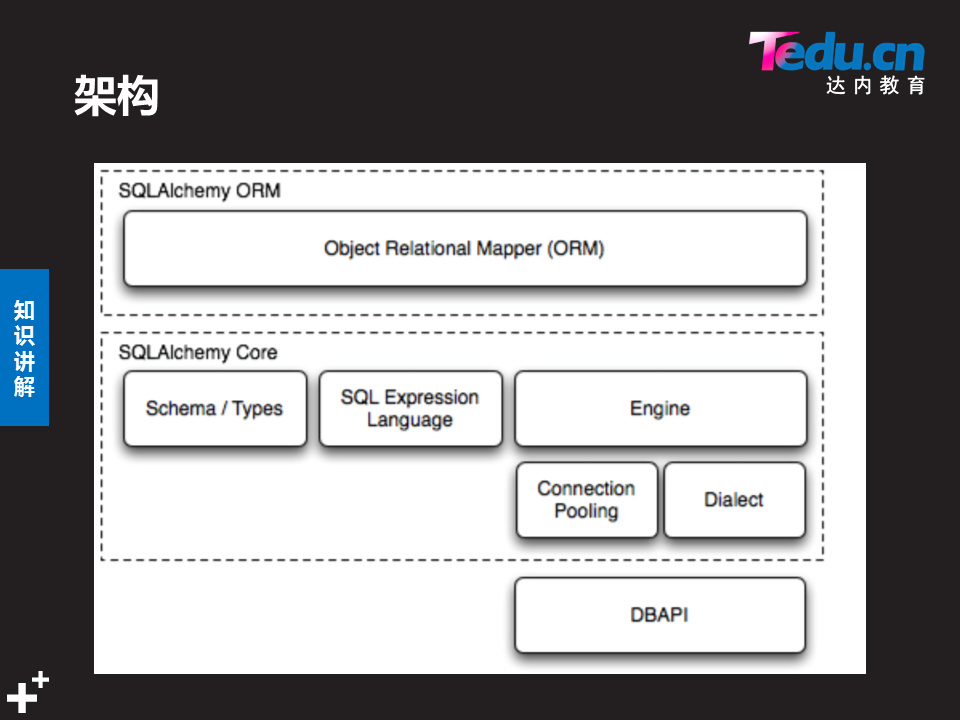 Tedu.cn
达内教育
架构
SQLAlchemy ORM
Object Relational Mapper (ORM)
知
识
讲
解
SQLAlchemy Core
Schema / Types
SQL Expression
Language
Engine
Connection
Pooling
Dialect
DBAPI